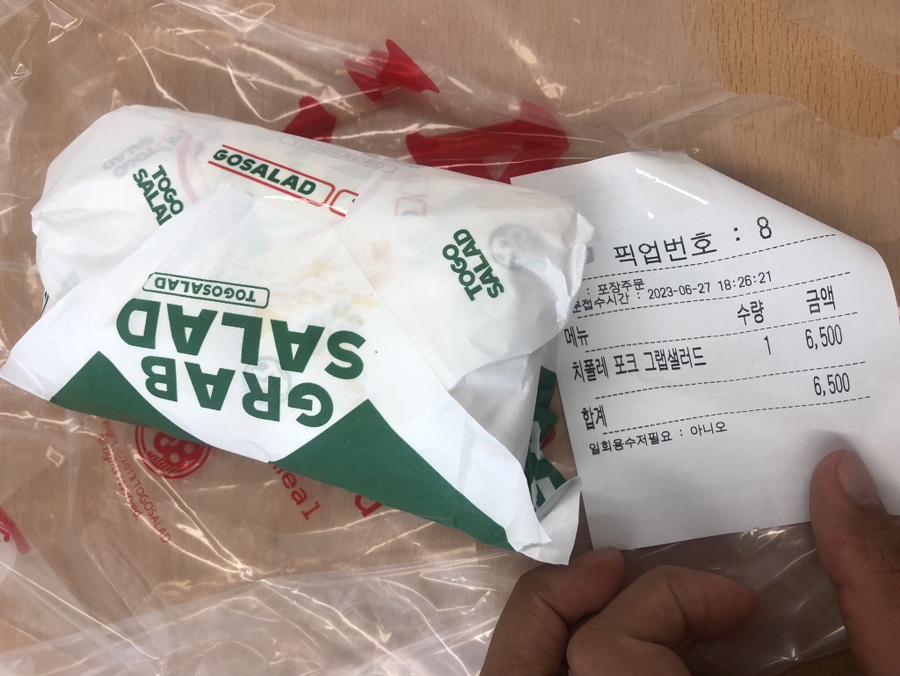 GOSALAD
TOGO
SALAD
TOGO
SALAD
TOGOSALAD
GRAB
SALAD
픽업번호 : 8
: 포장주문
접수시간 : 2023-06-27 18:26:21
메뉴 수량 금액
치폴레 포크 그랩샐러드 1 6,500
합계 6,500
일회용수저필요 : 아니오
2013 TOGOSALAD
meal